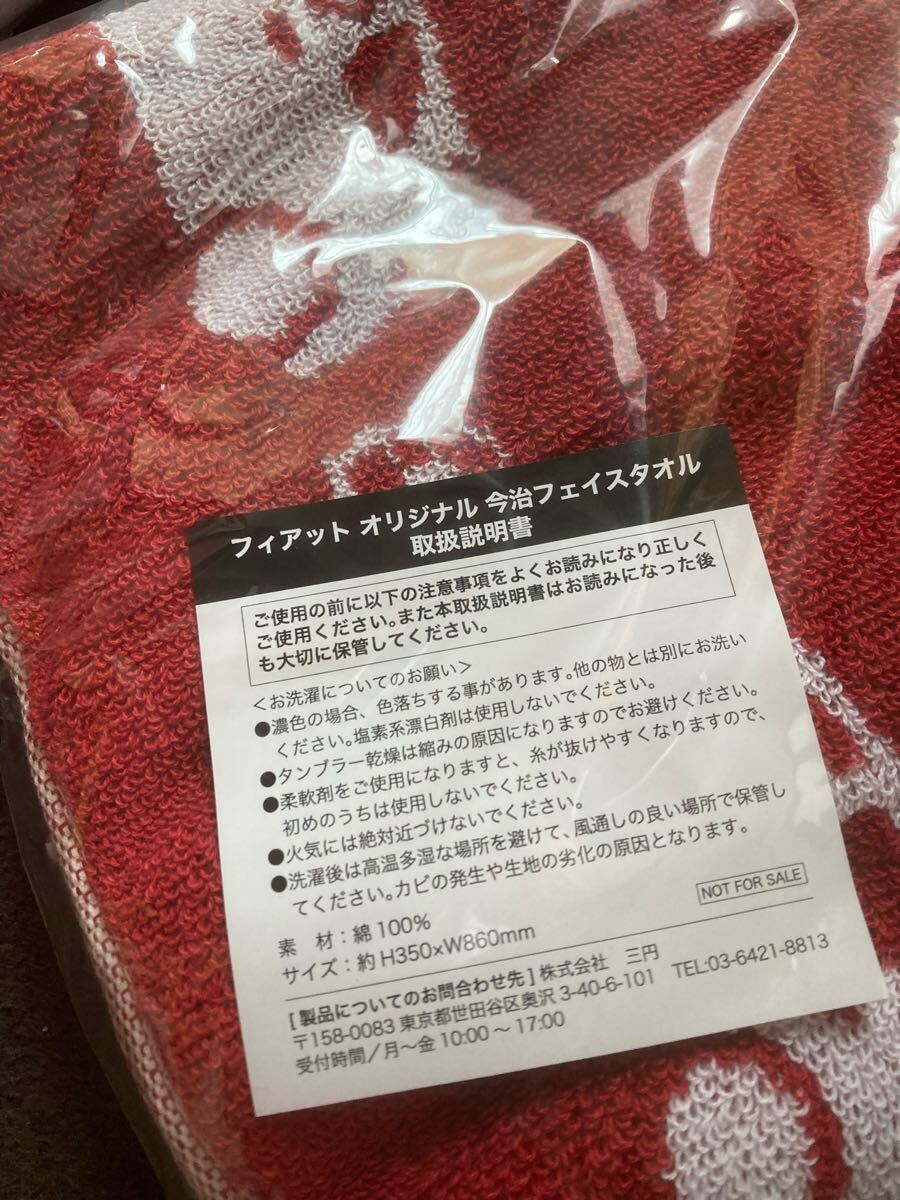 フィアット オリジナル 今治フェイスタオル
取扱説明書
ご使用の前に以下の注意事項をよくお読みになり正しく
ご使用ください。また本取扱説明書はお読みになった後
も大切に保管してください。
＜お洗濯についてのお願い＞
●濃色の場合、色落ちする事があります。他の物とは別にお洗い
ください。塩素系漂白剤は使用しないでください。
●タンブラー乾燥は縮みの原因になりますのでお避けください。
●柔軟剤をご使用になりますと、糸が抜けやすくなりますので、
初めのうちは使用しないでください。
●火気には絶対近づけないでください。
●洗濯後は高温多湿な場所を避けて、風通しの良い場所で保管し
てください。カビの発生や生地の劣化の原因となります。
NOT FOR SALE
素 材：綿100%
サイズ：約 H350×W860mm
[ 製品についてのお問合わせ先 ] 株式会社 三円
〒158-0083 東京都世田谷区奥沢 3-40-6-101 TEL:03-6421-8813
受付時間／月～金 10:00 ～ 17:00